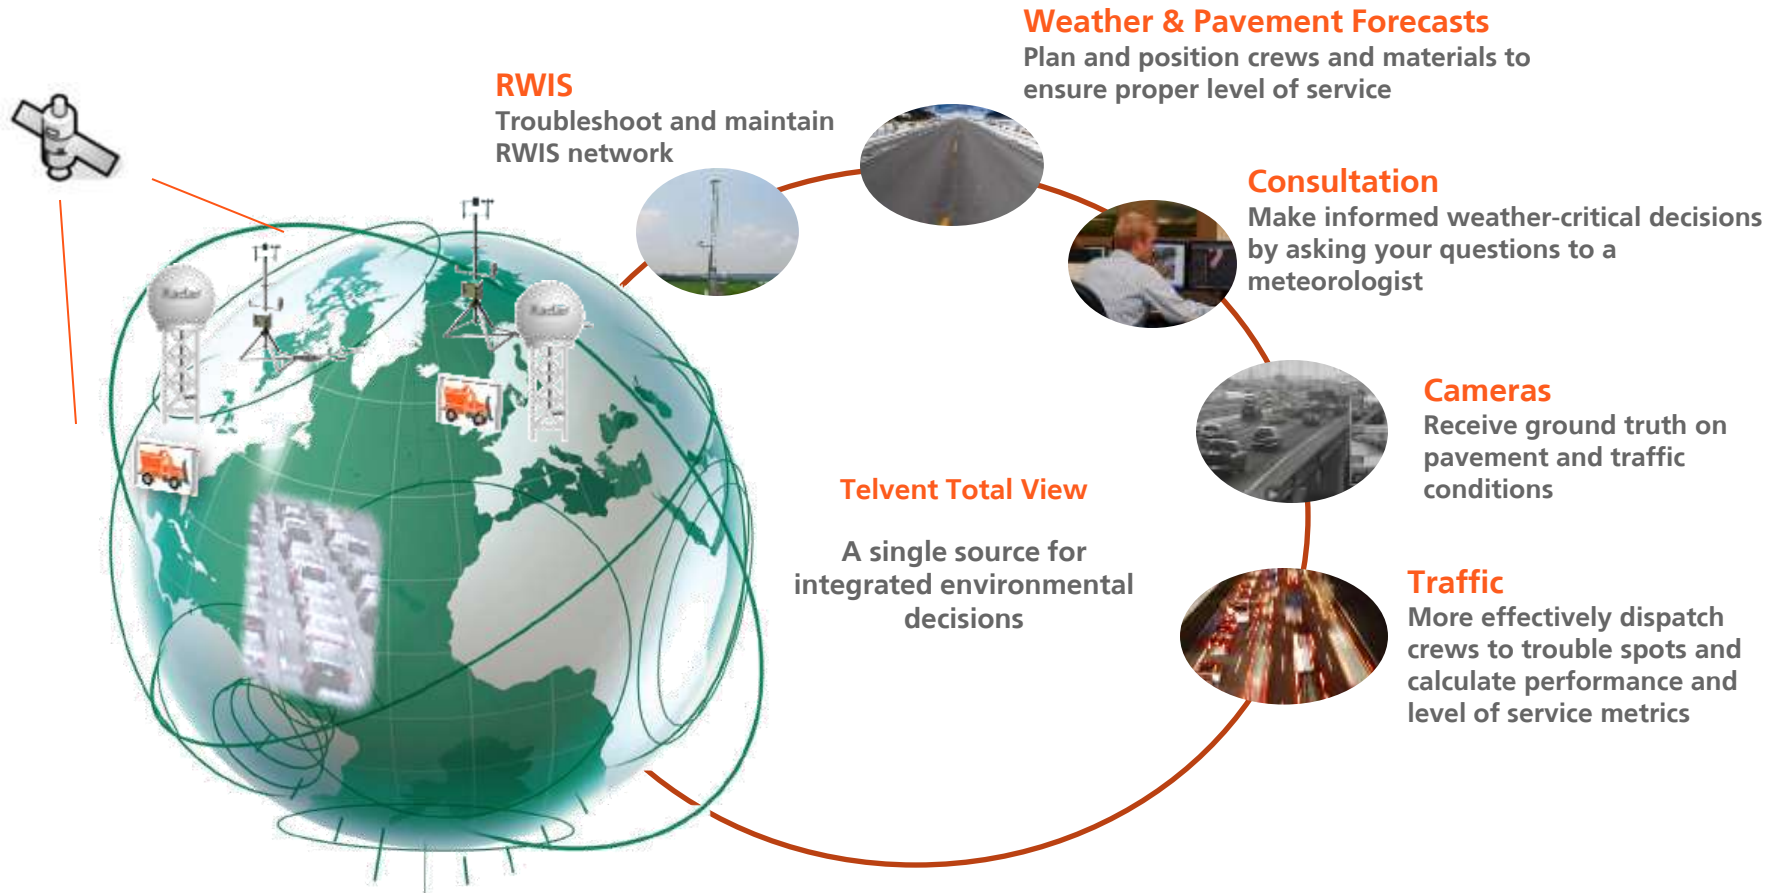 Weather & Pavement Forecasts
Plan and position crews and materials to
ensure proper level of service
RWIS
Troubleshoot and maintain
RWIS network
Consultation
Make informed weather-critical decisions
by asking your questions to a
meteorologist
Radar
Radar
Cameras
Receive ground truth on
pavement and traffic
conditions
Telvent Total View
A single source for
integrated environmental
decisions
Traffic
More effectively dispatch
crews to trouble spots and
calculate performance and
level of service metrics